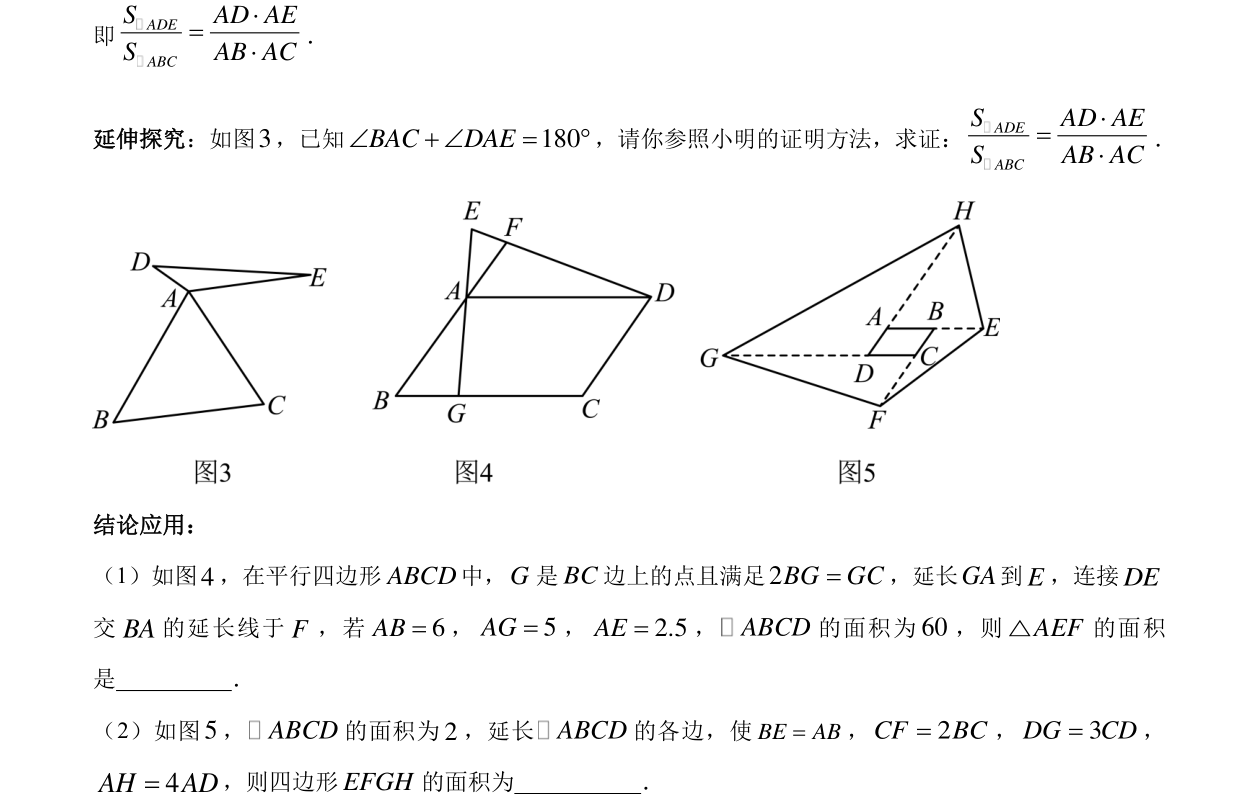 即 S□ADE / S□ABC = AD·AE / AB·AC .
延伸探究：如图3，已知∠BAC+∠DAE=180°，请你参照小明的证明方法，求证：S□ADE / S□ABC = AD·AE / AB·AC .
D E A B C
图3
E F A D B G C
图4
H A B E G D C F
图5
结论应用：
（1）如图4，在平行四边形ABCD中，G是BC边上的点且满足2BG=GC，延长GA到E，连接DE
交BA的延长线于F，若AB=6，AG=5，AE=2.5，□ABCD的面积为60，则△AEF的面积
是__________．
（2）如图5，□ABCD的面积为2，延长□ABCD的各边，使BE=AB，CF=2BC，DG=3CD，
AH=4AD，则四边形EFGH的面积为___________．